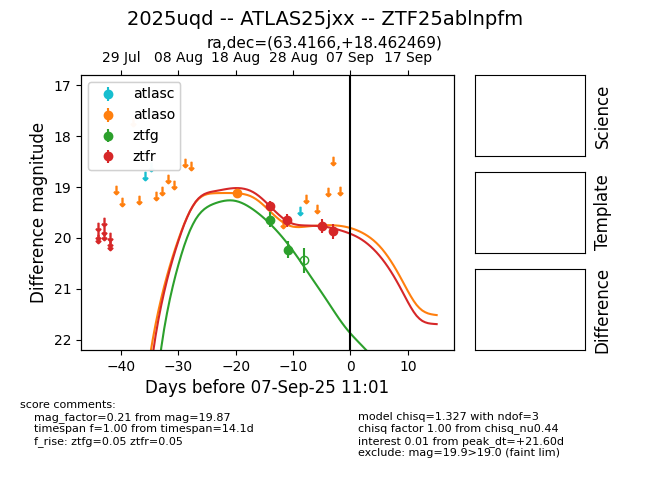 2025uqd -- ATLAS25jxx -- ZTF25ablnpfm
ra,dec=(63.4166,+18.462469)
29 Jul 08 Aug 18 Aug 28 Aug 07 Sep 17 Sep
atlasc
atlaso
ztfg
ztfr
17
18
19
20
21
22
Difference magnitude
−40 −30 −20 −10 0 10
Days before 07-Sep-25 11:01
Science
Template
Difference
score comments:
mag_factor=0.21 from mag=19.87
timespan f=1.00 from timespan=14.1d
f_rise: ztfg=0.05 ztfr=0.05
model chisq=1.327 with ndof=3
chisq factor 1.00 from chisq_nu0.44
interest 0.01 from peak_dt=+21.60d
exclude: mag=19.9>19.0 (faint lim)